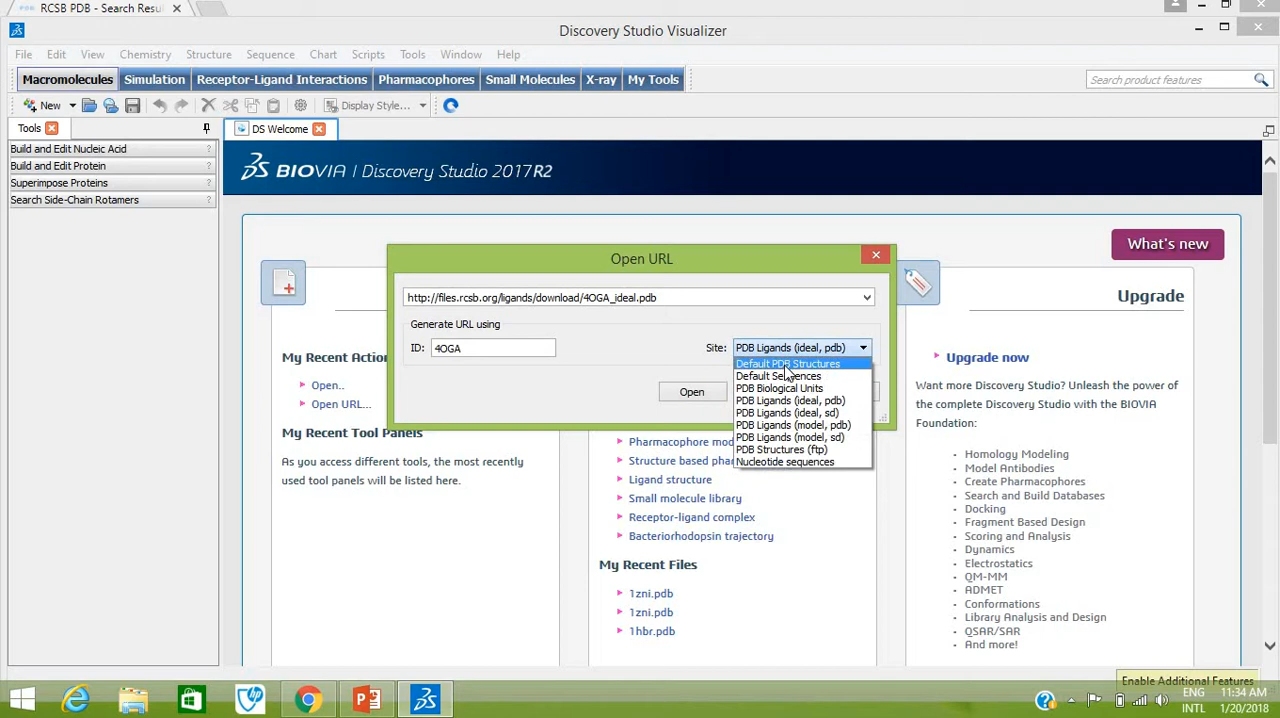 RCSB PDB - Search Resu
Discovery Studio Visualizer
File Edit View Chemistry Structure Sequence Chart Scripts Tools Window Help
Macromolecules Simulation Receptor-Ligand Interactions Pharmacophores Small Molecules X-ray My Tools
Search product features
New Display Style...
Tools
DS Welcome
Build and Edit Nucleic Acid ?
Build and Edit Protein ?
Superimpose Proteins ?
Search Side-Chain Rotamers ?
BIOVIA | Discovery Studio 2017R2
What's new
Open URL
http://files.rcsb.org/ligands/download/4OGA_ideal.pdb
Generate URL using
ID: 4OGA
Site: PDB Ligands (ideal, pdb)
Default PDB Structures
Default Sequences
PDB Biological Units
PDB Ligands (ideal, pdb)
PDB Ligands (ideal, sd)
PDB Ligands (model, pdb)
PDB Ligands (model, sd)
PDB Structures (ftp)
Nucleotide sequences
Open
My Recent Action
Open..
Open URL...
My Recent Tool Panels
As you access different tools, the most recently
used tool panels will be listed here.
Pharmacophore mod
Structure based phar
Ligand structure
Small molecule library
Receptor-ligand complex
Bacteriorhodopsin trajectory
My Recent Files
1zni.pdb
1zni.pdb
1hbr.pdb
Upgrade
Upgrade now
Want more Discovery Studio? Unleash the power of
the complete Discovery Studio with the BIOVIA
Foundation:
Homology Modeling
Model Antibodies
Create Pharmacophores
Search and Build Databases
Docking
Fragment Based Design
Scoring and Analysis
Dynamics
Electrostatics
QM-MM
ADMET
Conformations
Library Analysis and Design
QSAR/SAR
And more!
Enable Additional Features
ENG 11:34 AM
INTL 1/20/2018